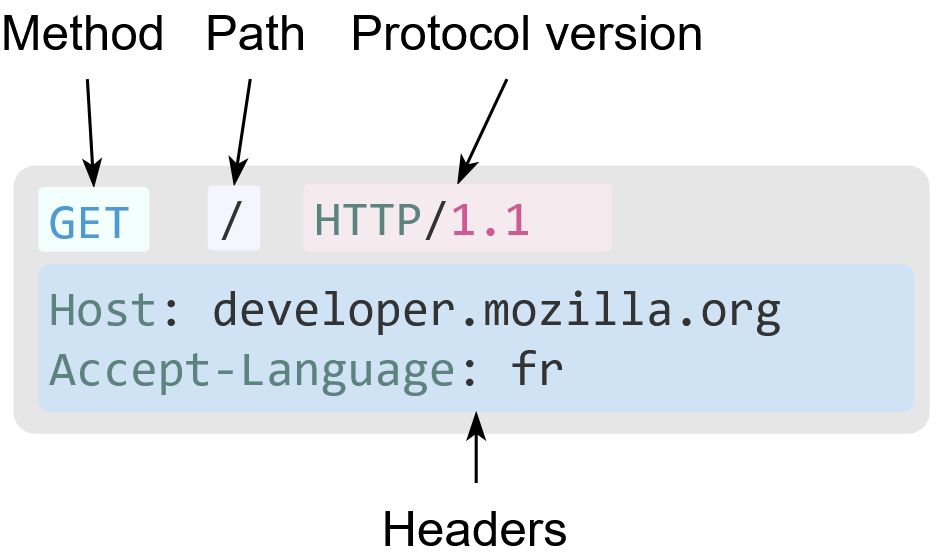 Method Path Protocol version
GET / HTTP/1.1
Host: developer.mozilla.org
Accept-Language: fr
Headers